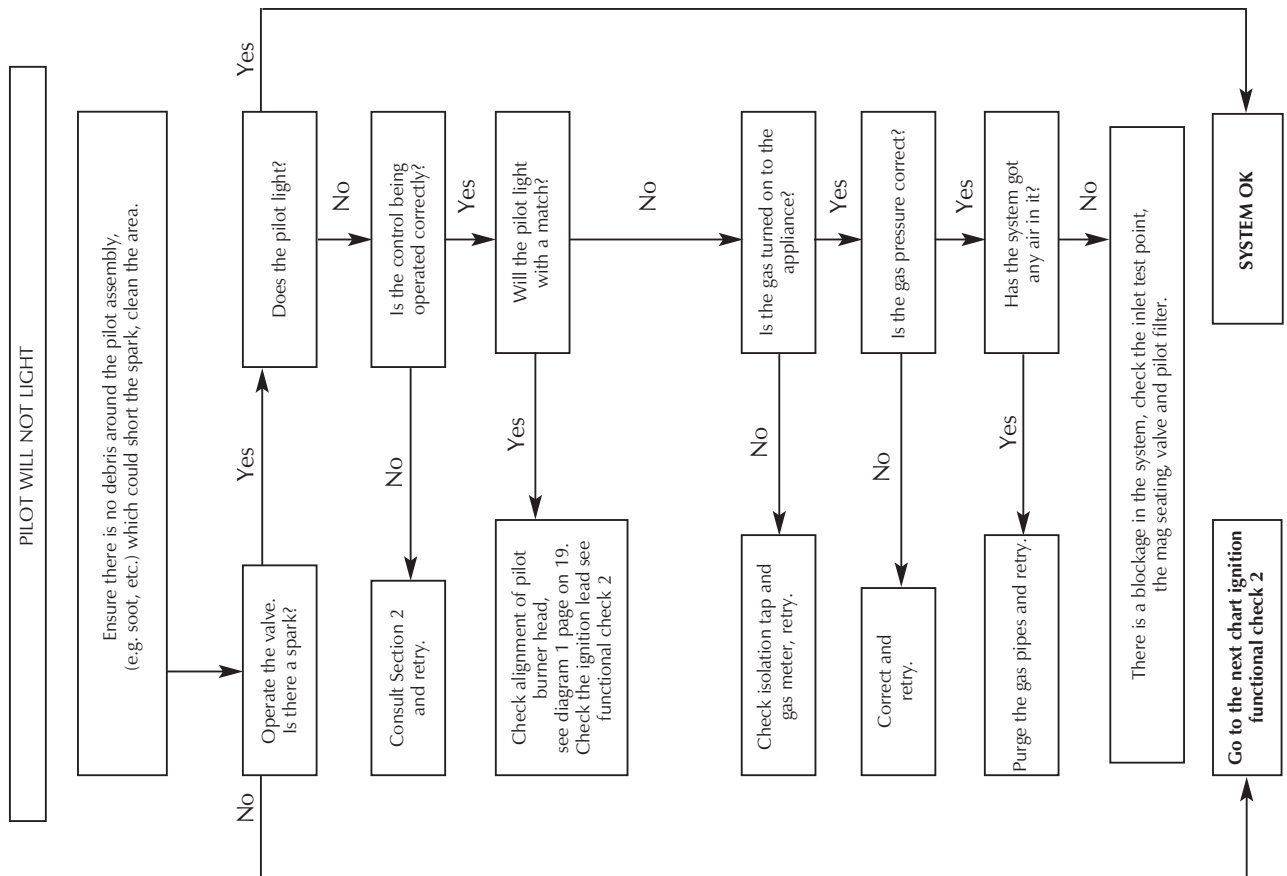 PILOT WILL NOT LIGHT
Ensure there is no debris around the pilot assembly,
(e.g. soot, etc.) which could short the spark, clean the area.
Operate the valve.
Is there a spark?
Yes
No
Does the pilot light?
Yes
No
Is the control being
operated correctly?
No
Consult Section 2
and retry.
Yes
Will the pilot light
with a match?
Yes
Check alignment of pilot
burner head,
see diagram 1 page on 19.
Check the ignition lead see
functional check 2
No
Is the gas turned on to the
appliance?
No
Check isolation tap and
gas meter, retry.
Yes
Is the gas pressure correct?
No
Correct and
retry.
Yes
Has the system got
any air in it?
Yes
Purge the gas pipes and retry.
No
There is a blockage in the system, check the inlet test point,
the mag seating, valve and pilot filter.
Go to the next chart ignition
functional check 2
SYSTEM OK